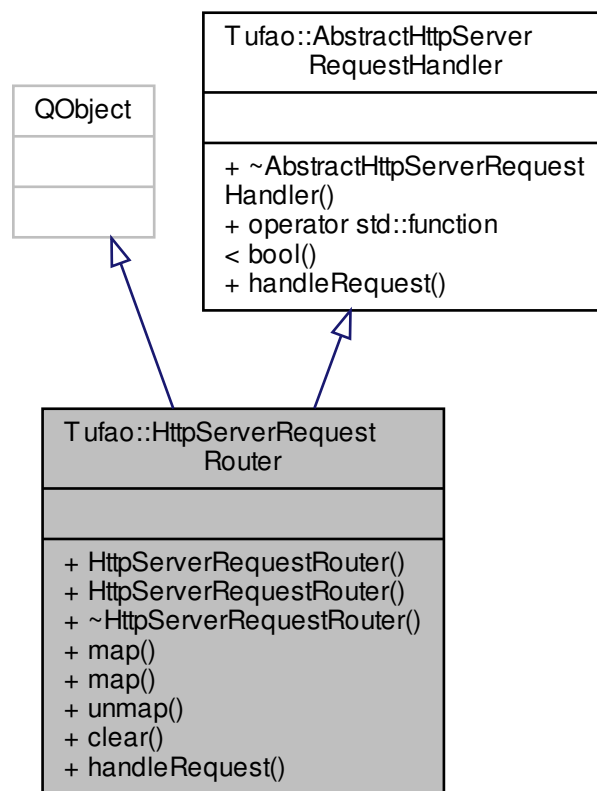 Tufao::AbstractHttpServer
RequestHandler
QObject
+ ~AbstractHttpServerRequest
Handler()
+ operator std::function
< bool()
+ handleRequest()
Tufao::HttpServerRequest
Router
+ HttpServerRequestRouter()
+ HttpServerRequestRouter()
+ ~HttpServerRequestRouter()
+ map()
+ map()
+ unmap()
+ clear()
+ handleRequest()